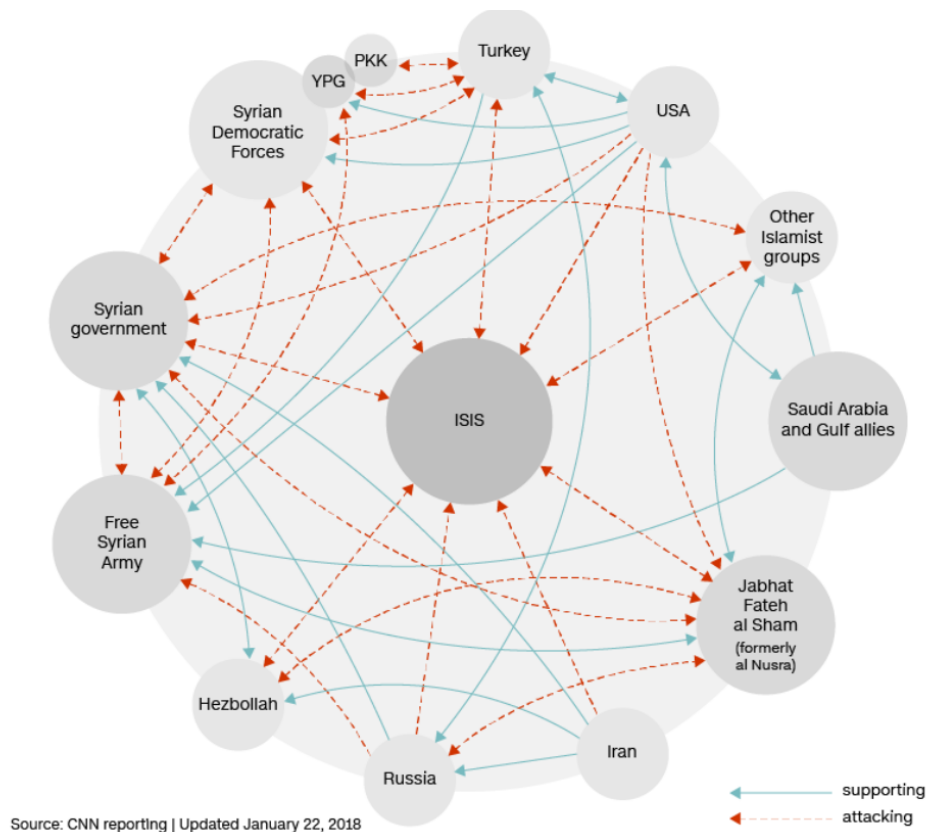 PKK
Turkey
YPG
USA
Syrian
Democratic
Forces
Other
Islamist
groups
Syrian
government
ISIS
Saudi Arabia
and Gulf allies
Free
Syrian
Army
Jabhat
Fateh
al Sham
(formerly
al Nusra)
Hezbollah
Iran
Russia
supporting
attacking
Source: CNN reporting | Updated January 22, 2018